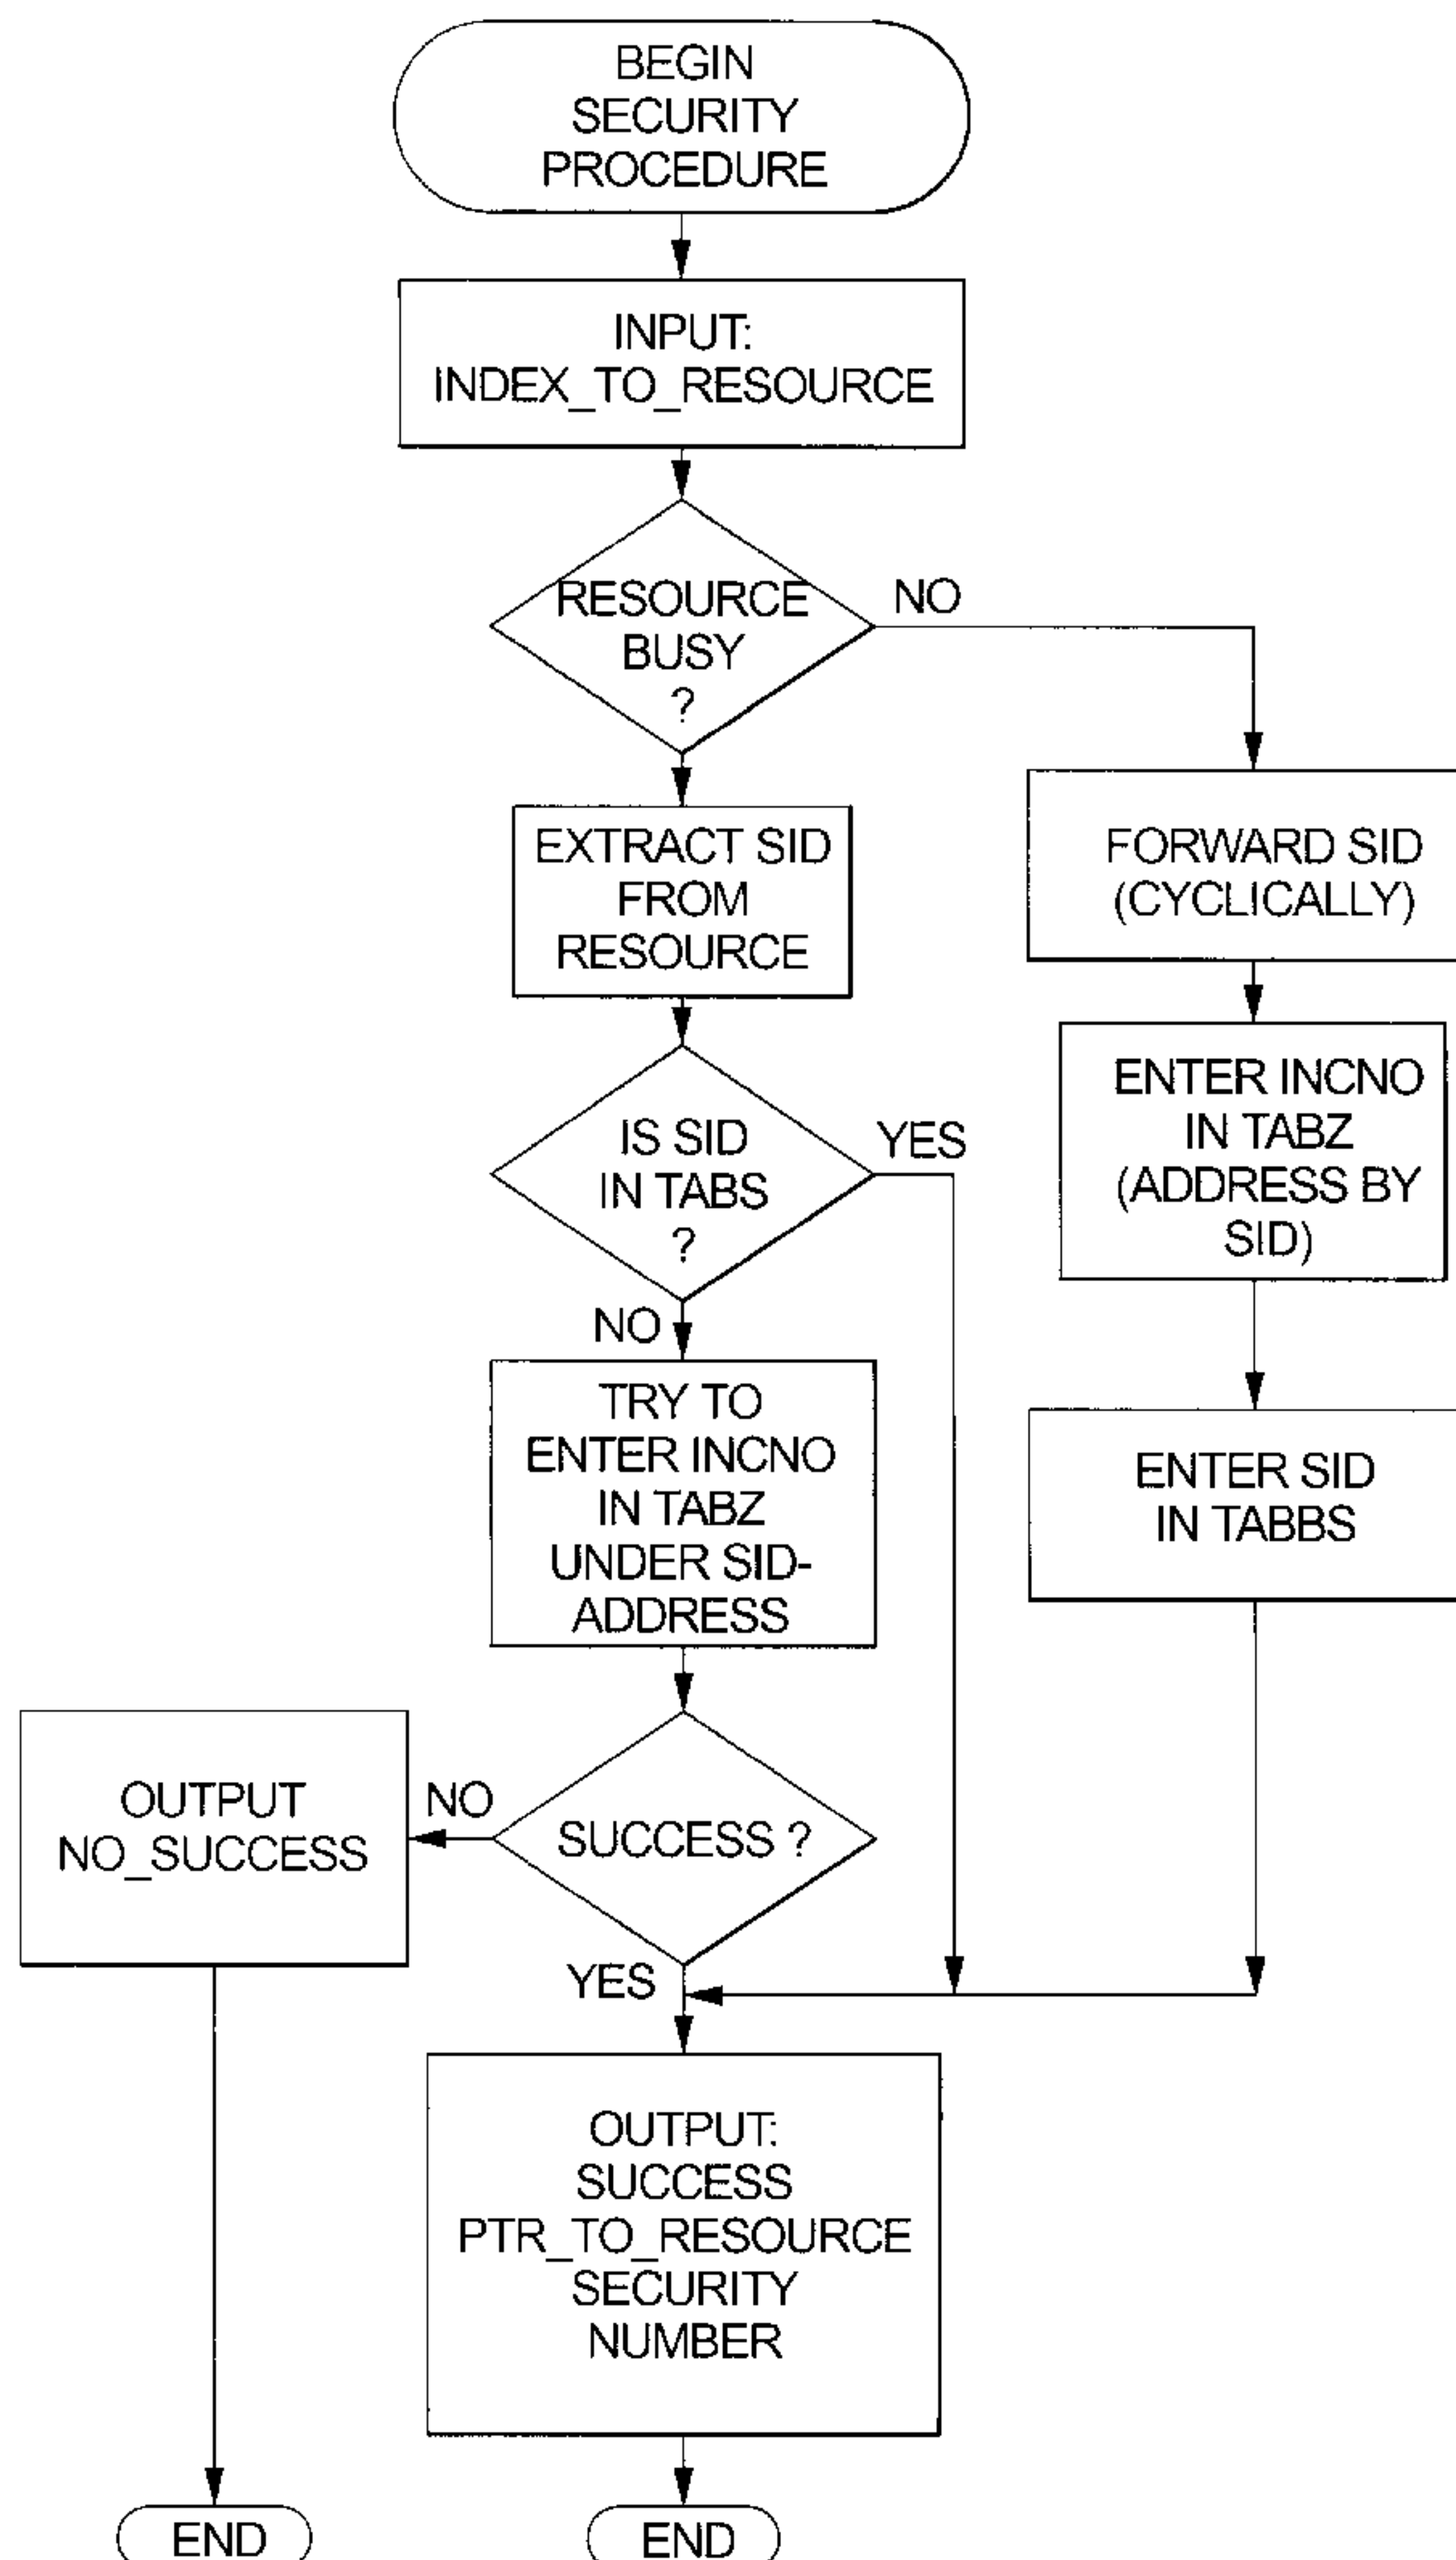 BEGIN
SECURITY
PROCEDURE
INPUT:
INDEX_TO_RESOURCE
RESOURCE
BUSY
?
NO
EXTRACT SID
FROM
RESOURCE
FORWARD SID
(CYCLICALLY)
IS SID
IN TABS
?
YES
NO
ENTER INCNO
IN TABZ
(ADDRESS BY
SID)
TRY TO
ENTER INCNO
IN TABZ
UNDER SID-
ADDRESS
ENTER SID
IN TABBS
SUCCESS ?
NO
YES
OUTPUT
NO_SUCCESS
OUTPUT:
SUCCESS
PTR_TO_RESOURCE
SECURITY
NUMBER
END
END